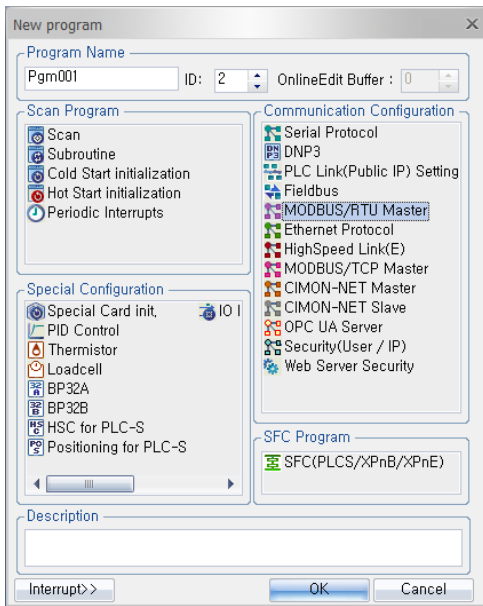 New program
Program Name
Pgm001 ID: 2 OnlineEdit Buffer : 0
Scan Program
Scan
Subroutine
Cold Start initialization
Hot Start initialization
Periodic Interrupts
Communication Configuration
Serial Protocol
DNP3
PLC Link(Public IP) Setting
Fieldbus
MODBUS/RTU Master
Ethernet Protocol
HighSpeed Link(E)
MODBUS/TCP Master
CIMON-NET Master
CIMON-NET Slave
OPC UA Server
Security(User / IP)
Web Server Security
Special Configuration
Special Card init, IO I
PID Control
Thermistor
Loadcell
BP32A
BP32B
HSC for PLC-S
Positioning for PLC-S
SFC Program
SFC(PLCS/XPnB/XPnE)
Description
Interrupt>> OK Cancel